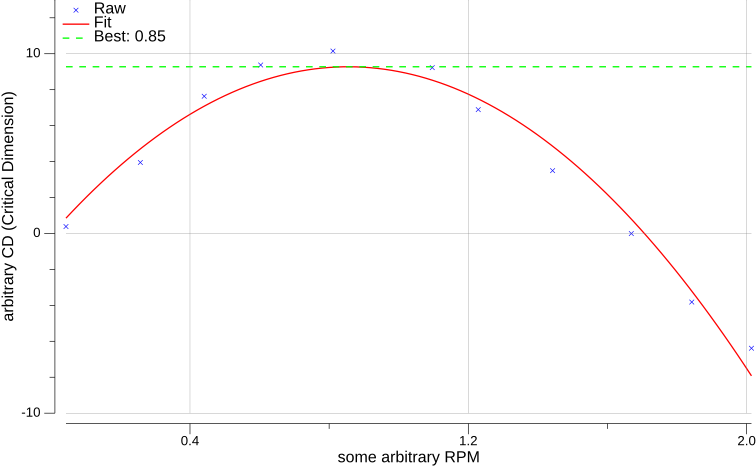 Raw
Fit
Best: 0.85
10
0
-10
arbitrary CD (Critical Dimension)
0.4
1.2
2.0
some arbitrary RPM